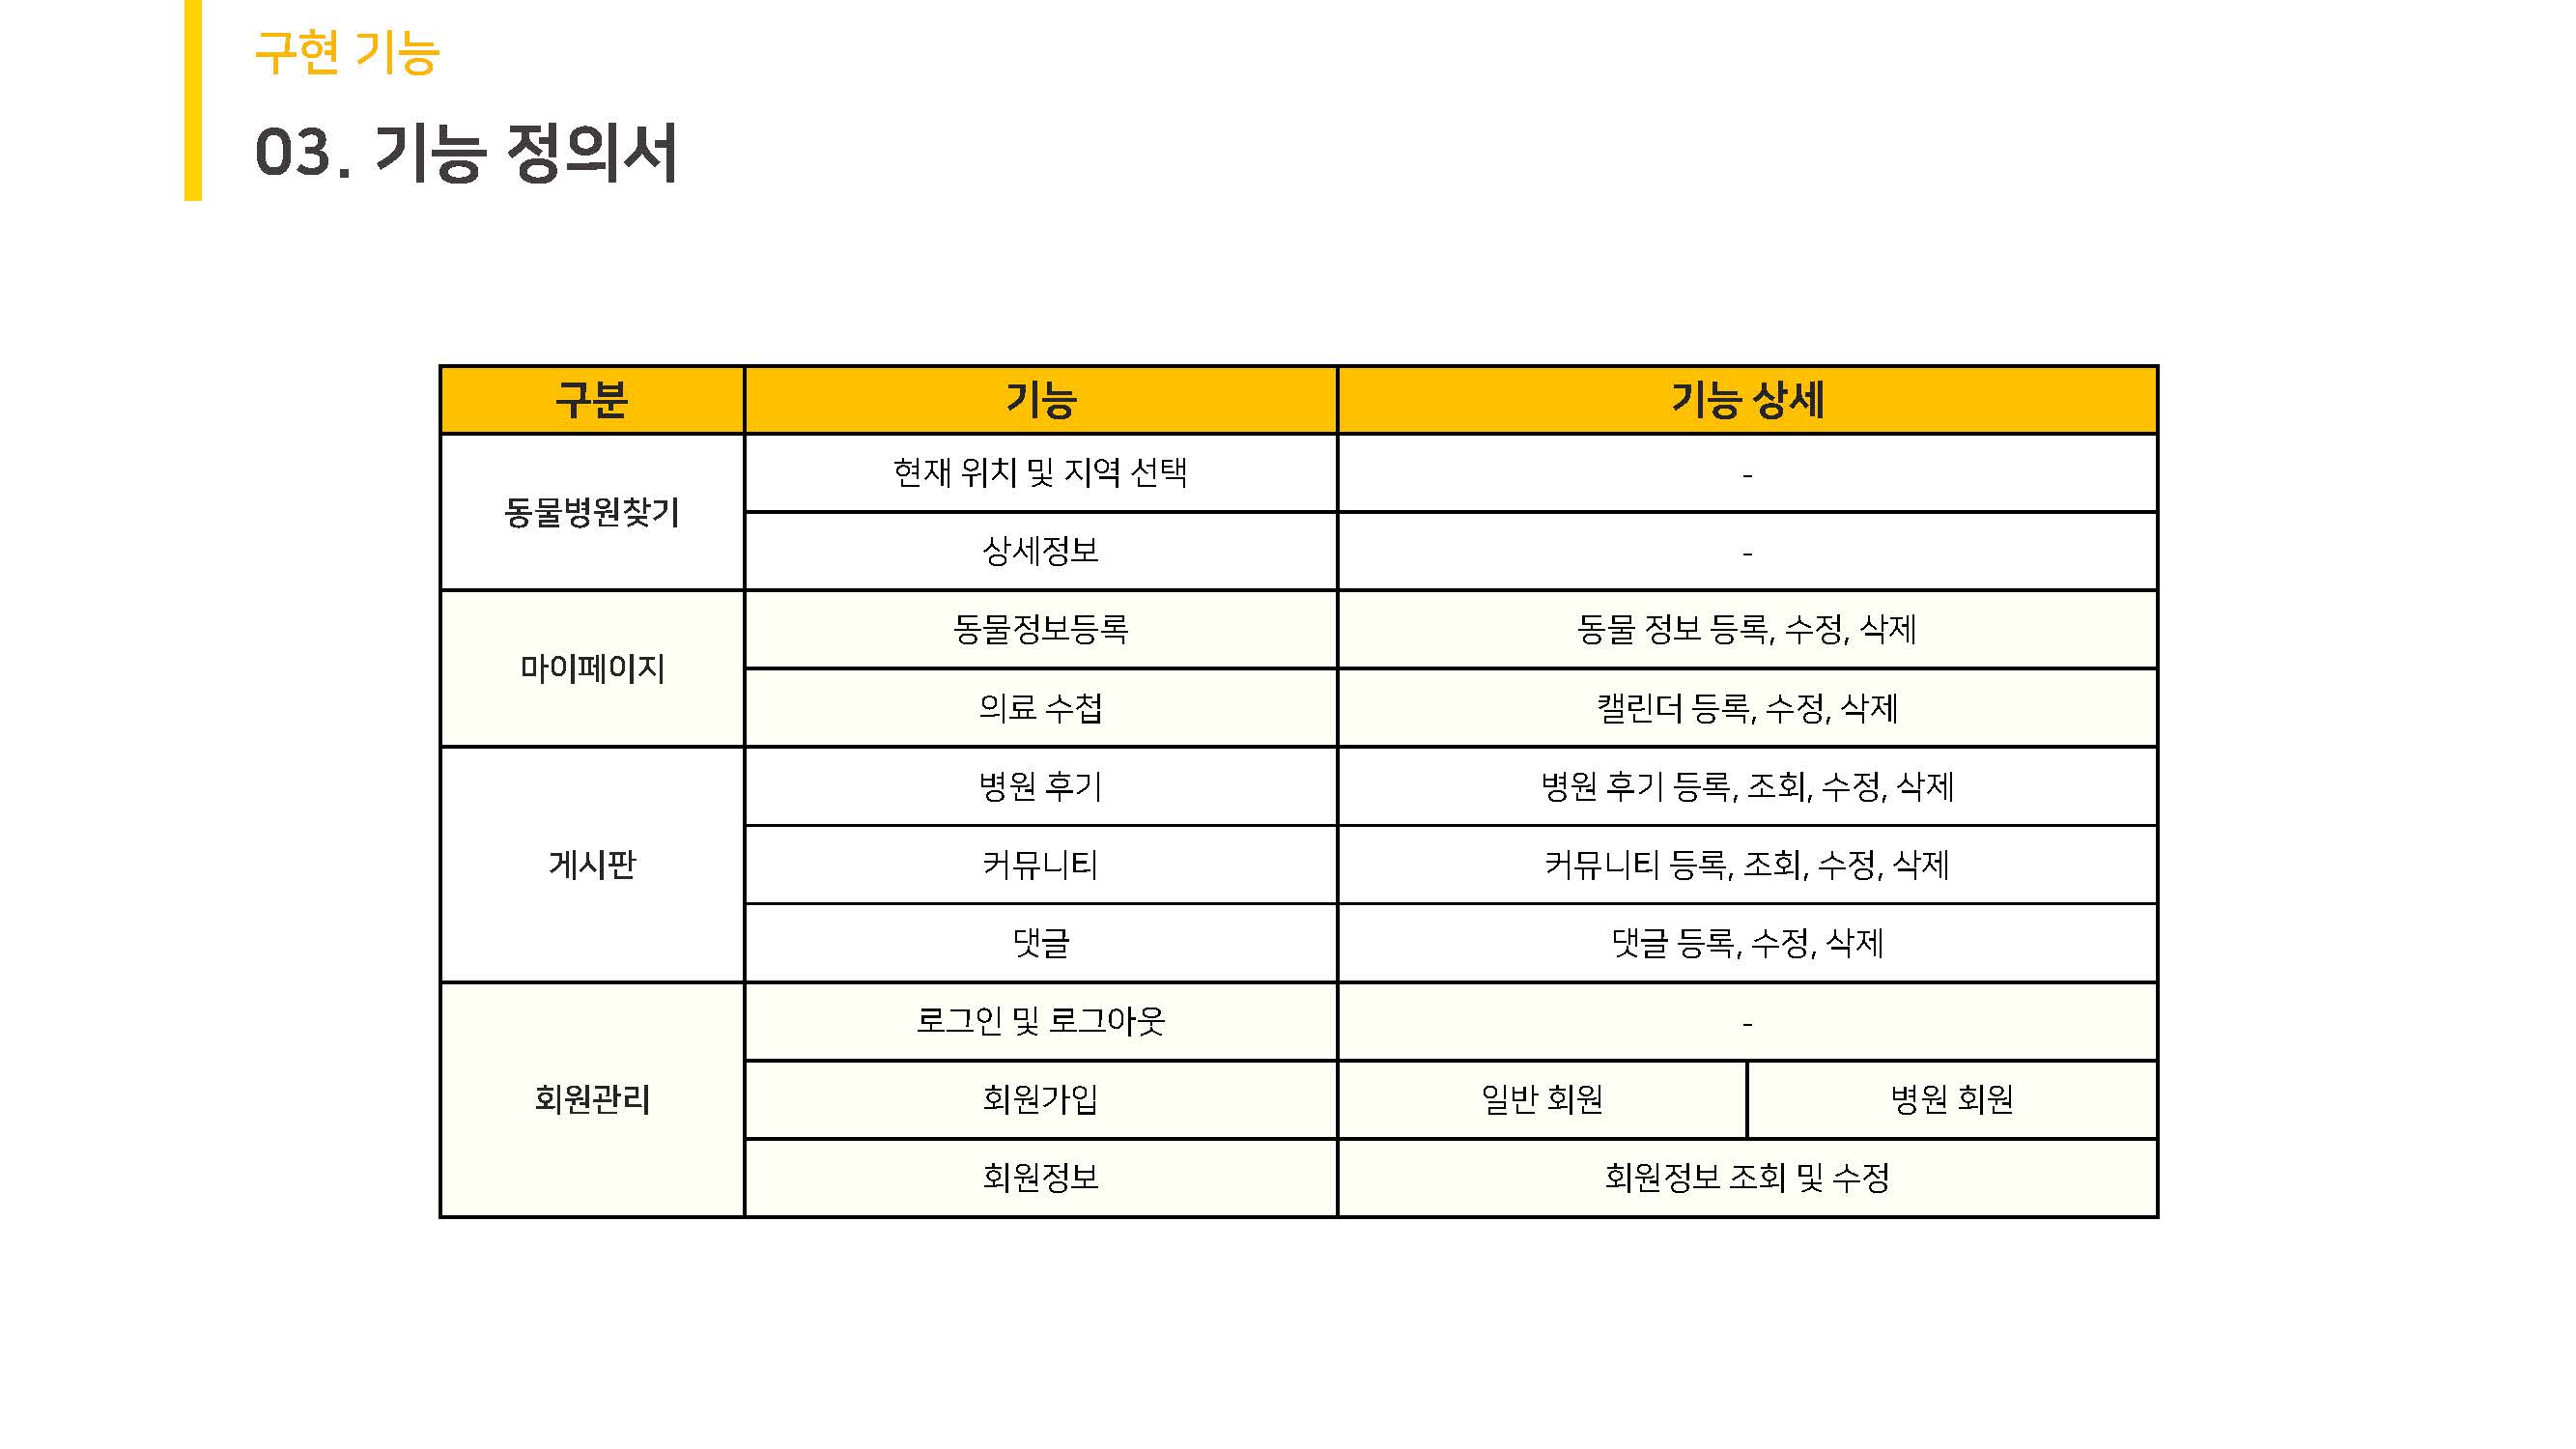 구현 기능
03. 기능 정의서
구분 기능 기능 상세
동물병원찾기
현재 위치 및 지역 선택 -
상세정보 -
마이페이지
동물정보등록 동물 정보 등록, 수정, 삭제
의료 수첩 캘린더 등록, 수정, 삭제
게시판
병원 후기 병원 후기 등록, 조회, 수정, 삭제
커뮤니티 커뮤니티 등록, 조회, 수정, 삭제
댓글 댓글 등록, 수정, 삭제
회원관리
로그인 및 로그아웃 -
회원가입 일반 회원 병원 회원
회원정보 회원정보 조회 및 수정